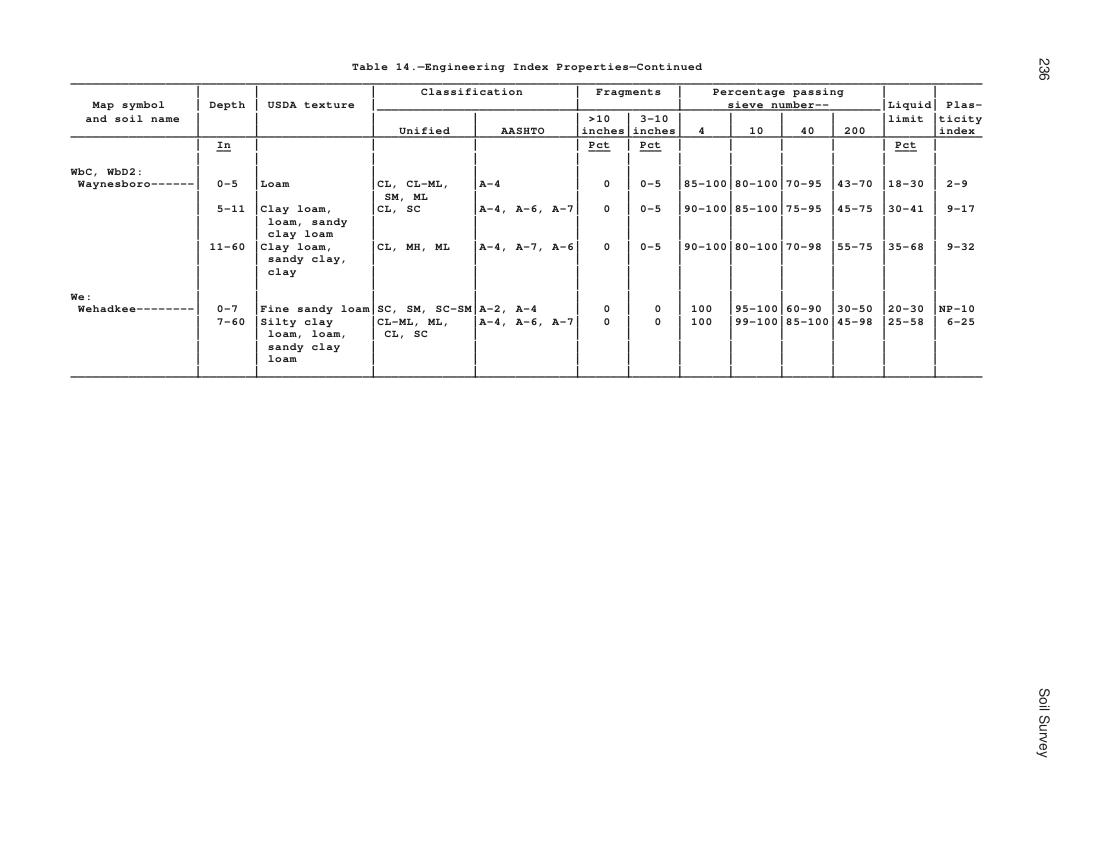 Table 14.—Engineering Index Properties—Continued
236
Classification Fragments Percentage passing
Map symbol Depth USDA texture sieve number-- Liquid Plas-
and soil name >10 3-10 limit ticity
Unified AASHTO inches inches 4 10 40 200 index
In Pct Pct Pct
WbC, WbD2:
Waynesboro------ 0-5 Loam CL, CL-ML, A-4 0 0-5 85-100 80-100 70-95 43-70 18-30 2-9
SM, ML
5-11 Clay loam, CL, SC A-4, A-6, A-7 0 0-5 90-100 85-100 75-95 45-75 30-41 9-17
loam, sandy
clay loam
11-60 Clay loam, CL, MH, ML A-4, A-7, A-6 0 0-5 90-100 80-100 70-98 55-75 35-68 9-32
sandy clay,
clay
We:
Wehadkee-------- 0-7 Fine sandy loam SC, SM, SC-SM A-2, A-4 0 0 100 95-100 60-90 30-50 20-30 NP-10
7-60 Silty clay CL-ML, ML, A-4, A-6, A-7 0 0 100 99-100 85-100 45-98 25-58 6-25
loam, loam, CL, SC
sandy clay
loam
Soil Survey